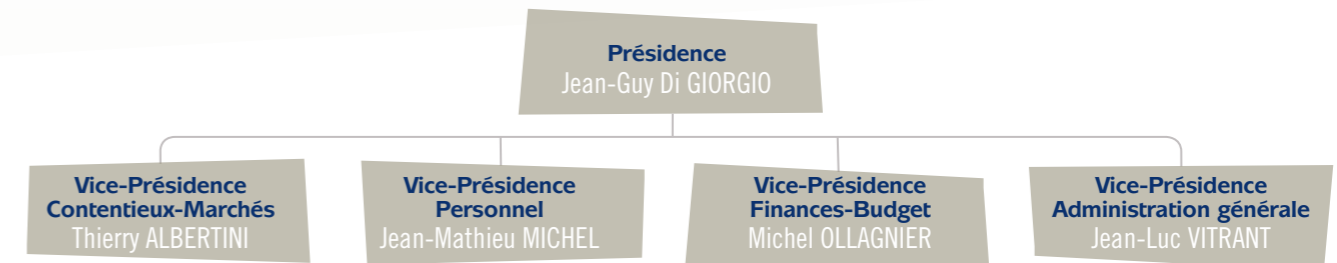 Présidence
Jean-Guy Di GIORGIO
Vice-Présidence
Contentieux-Marchés
Thierry ALBERTINI
Vice-Présidence
Personnel
Jean-Mathieu MICHEL
Vice-Présidence
Finances-Budget
Michel OLLAGNIER
Vice-Présidence
Administration générale
Jean-Luc VITRANT